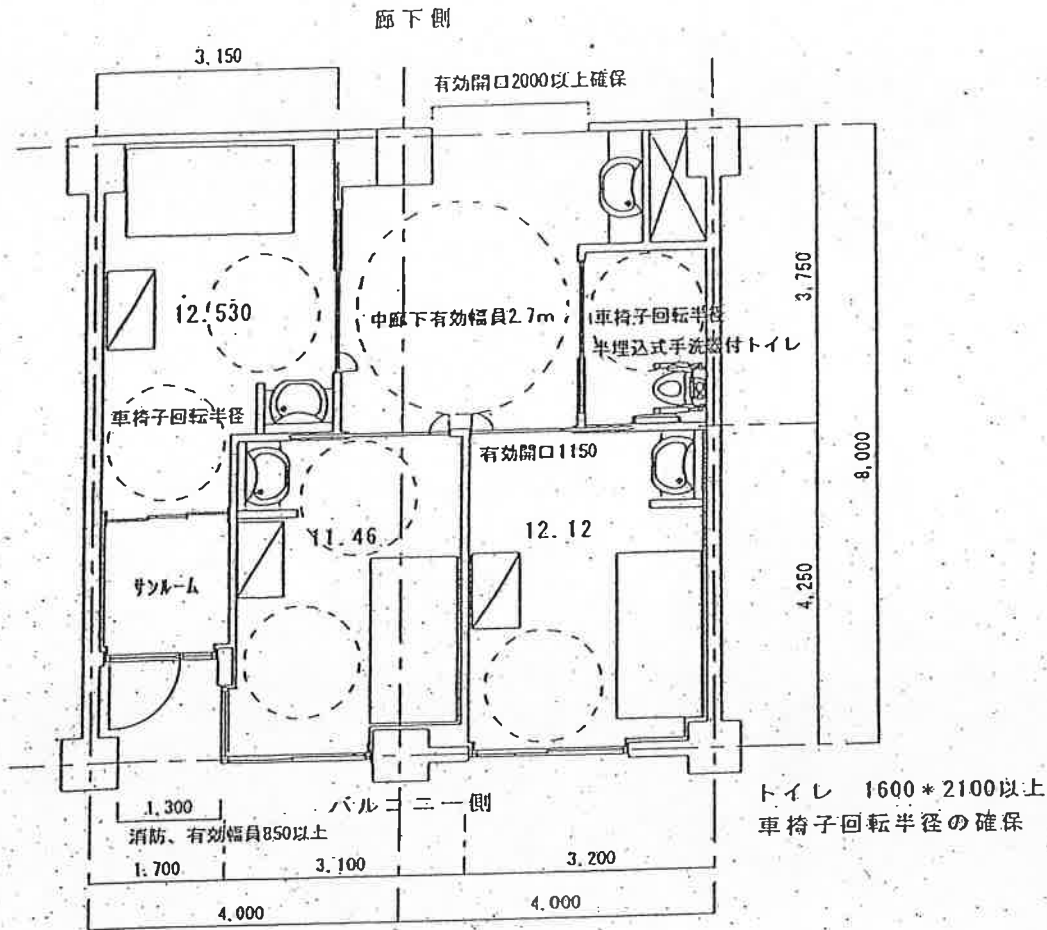 廊下側
3,150
有効開口2000以上確保
3,750
12.530
中廊下有効幅員2.7m
車椅子回転半径
半埋込式手洗器付トイレ
車椅子回転半径
有効開口1150
8,000
11.46
12.12
サンルーム
4,250
1,300
バルコニー側
トイレ 1600*2100以上
消防、有効幅員850以上
車椅子回転半径の確保
1.700
3.100
3.200
4.000
4.000